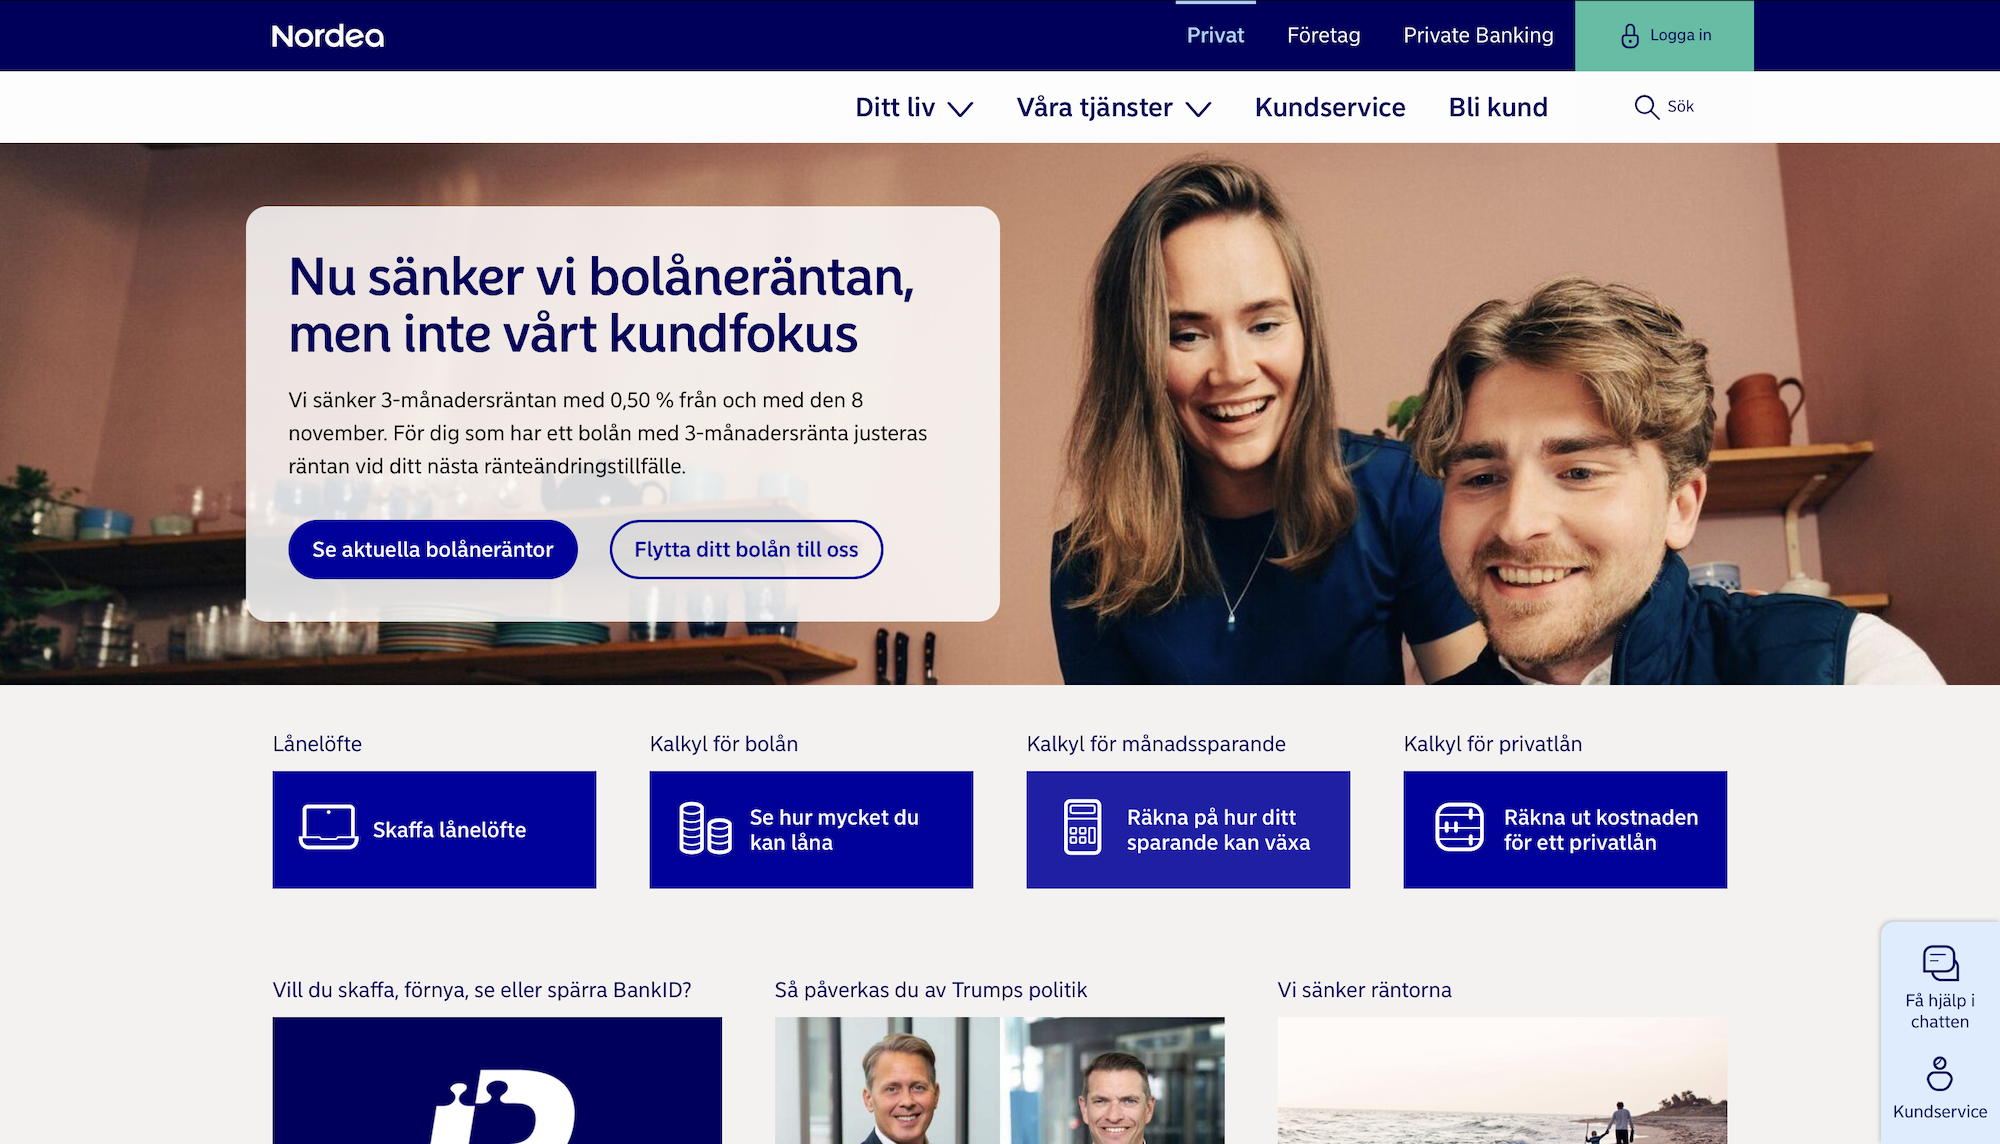 Nordea
Privat
Företag
Private Banking
Logga in
Ditt liv
Våra tjänster
Kundservice
Bli kund
Sök
Nu sänker vi bolåneräntan,
men inte vårt kundfokus
Vi sänker 3-månadersräntan med 0,50 % från och med den 8
november. För dig som har ett bolån med 3-månadersränta justeras
räntan vid ditt nästa ränteändringstillfälle.
Se aktuella bolåneräntor
Flytta ditt bolån till oss
Lånelöfte
Skaffa lånelöfte
Kalkyl för bolån
Se hur mycket du
kan låna
Kalkyl för månadssparande
Räkna på hur ditt
sparande kan växa
Kalkyl för privatlån
Räkna ut kostnaden
för ett privatlån
Vill du skaffa, förnya, se eller spärra BankID?
Så påverkas du av Trumps politik
Vi sänker räntorna
Få hjälp i
chatten
Kundservice